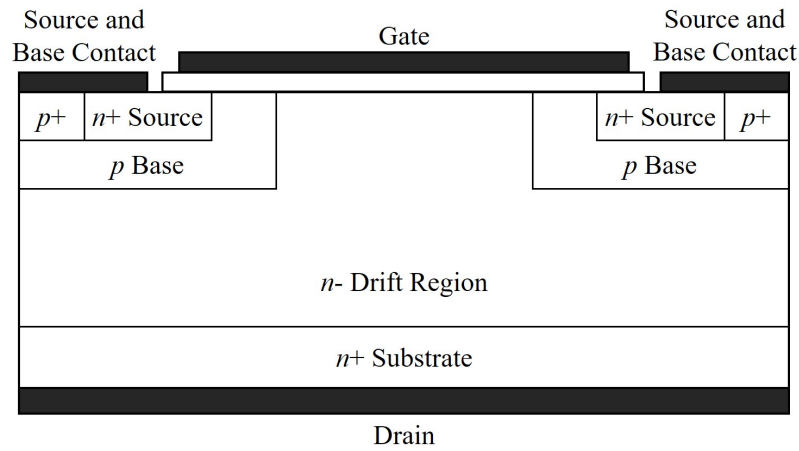 Source and
Base Contact
Gate
Source and
Base Contact
p+
n+ Source
n+ Source
p+
p Base
p Base
n- Drift Region
n+ Substrate
Drain